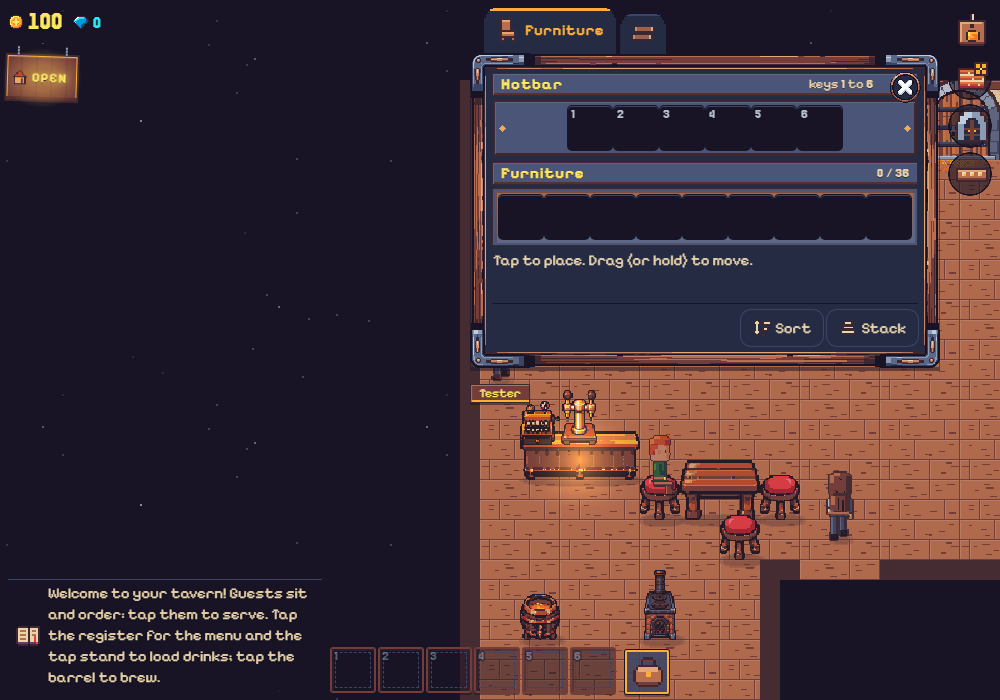 100 0
OPEN
Furniture
Hotbar keys 1 to 6
1 2 3 4 5 6
Furniture 0 / 36
Tap to place. Drag (or hold) to move.
Sort Stack
Tester
Welcome to your tavern! Guests sit
and order: tap them to serve. Tap
the register for the menu and the
tap stand to load drinks; tap the
barrel to brew.
1 2 3 4 5 6